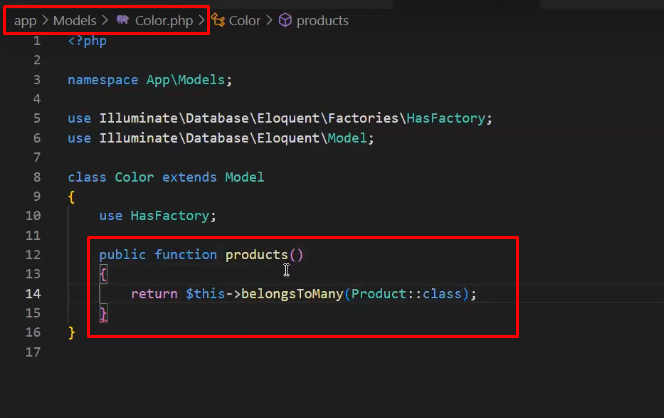 app > Models > Color.php > Color > products
1 <?php
2
3 namespace App\Models;
4
5 use Illuminate\Database\Eloquent\Factories\HasFactory;
6 use Illuminate\Database\Eloquent\Model;
7
8 class Color extends Model
9 {
10     use HasFactory;
11
12     public function products()
13     {
14         return $this->belongsToMany(Product::class);
15     }
16 }
17